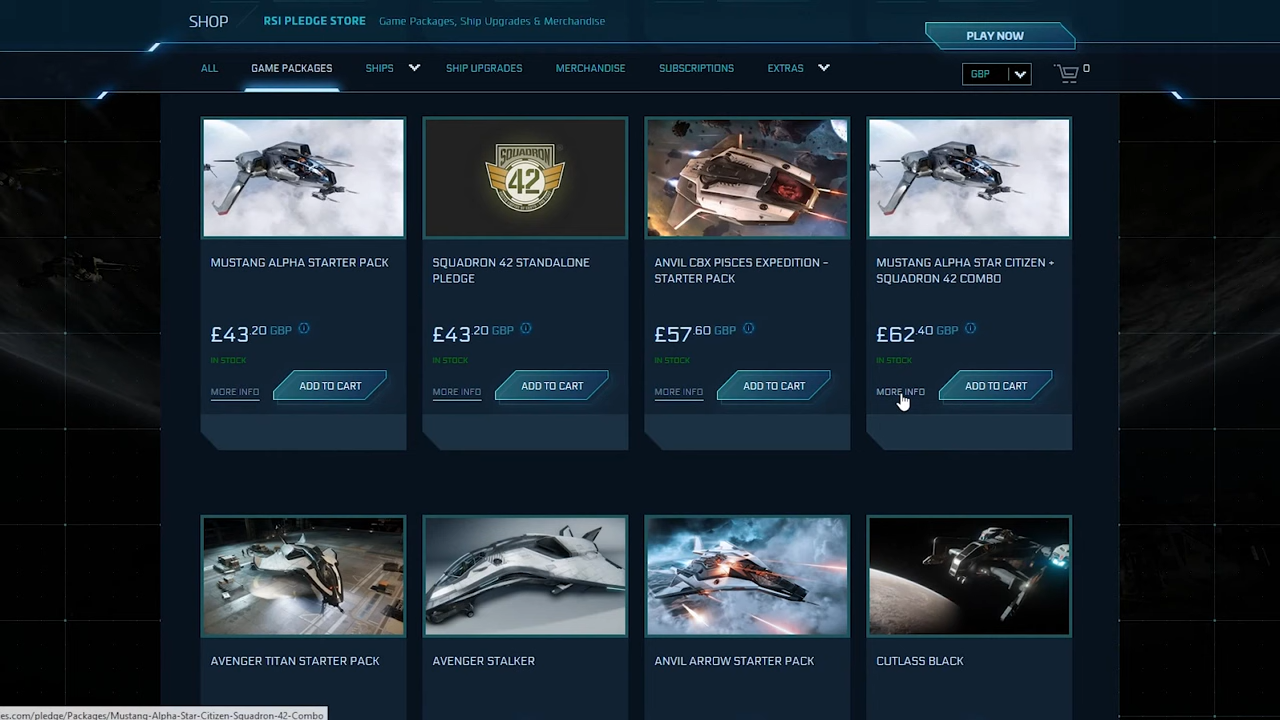 SHOP
RSI PLEDGE STORE
Game Packages, Ship Upgrades & Merchandise
PLAY NOW
ALL
GAME PACKAGES
SHIPS
SHIP UPGRADES
MERCHANDISE
SUBSCRIPTIONS
EXTRAS
GBP
0
SQUADRON
42
MUSTANG ALPHA STARTER PACK
£43.20 GBP
IN STOCK
MORE INFO
ADD TO CART
SQUADRON 42 STANDALONE
PLEDGE
£43.20 GBP
IN STOCK
MORE INFO
ADD TO CART
ANVIL C8X PISCES EXPEDITION -
STARTER PACK
£57.60 GBP
IN STOCK
MORE INFO
ADD TO CART
MUSTANG ALPHA STAR CITIZEN +
SQUADRON 42 COMBO
£62.40 GBP
IN STOCK
MORE INFO
ADD TO CART
AVENGER TITAN STARTER PACK
AVENGER STALKER
ANVIL ARROW STARTER PACK
CUTLASS BLACK
es.com/pledge/Packages/Mustang-Alpha-Star-Citizen-Squadron-42-Combo